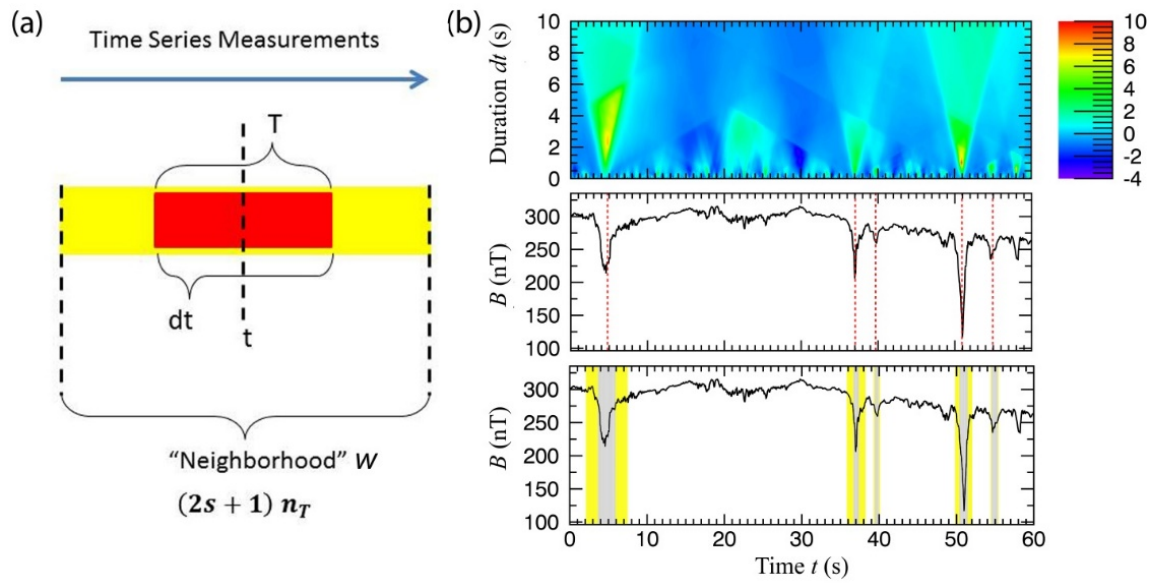 (a)
Time Series Measurements
T
dt
t
"Neighborhood" W
(2s + 1) n_T
(b)
Duration dt (s)
10
8
6
4
2
0
10
8
6
4
2
0
-2
-4
B (nT)
300
250
200
150
100
B (nT)
300
250
200
150
100
0 10 20 30 40 50 60
Time t (s)